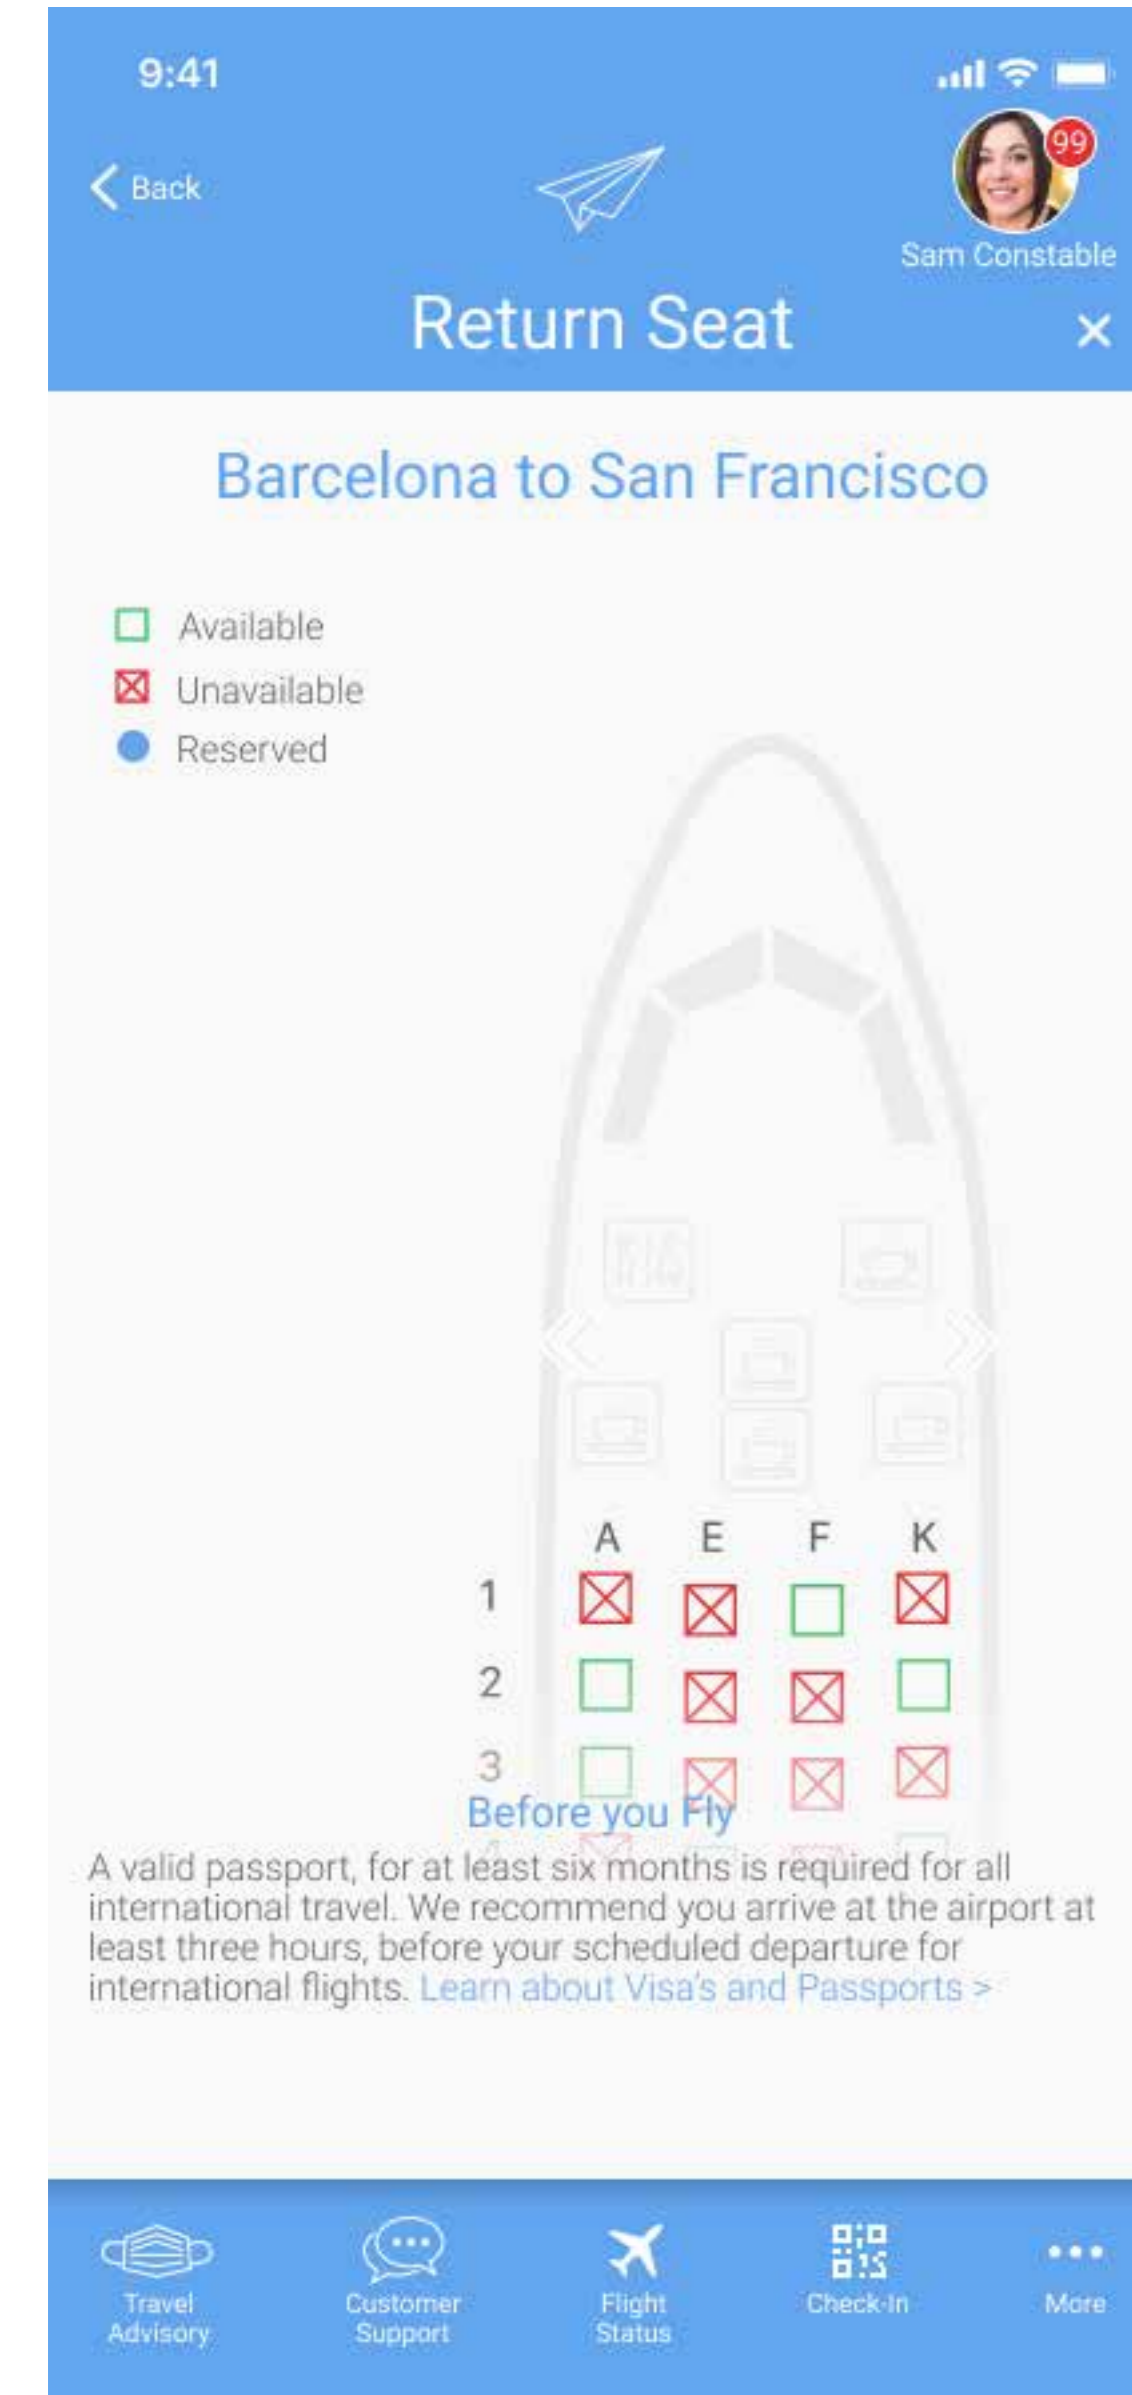 9:41
Back
99
Sam Constable
Return Seat
Barcelona to San Francisco
Available
Unavailable
Reserved
A E F K
1
2
3
4
Before you Fly
A valid passport, for at least six months is required for all
international travel. We recommend you arrive at the airport at
least three hours, before your scheduled departure for
international flights. Learn about Visa's and Passports >
Travel
Advisory
Customer
Support
Flight
Status
Check-In
More